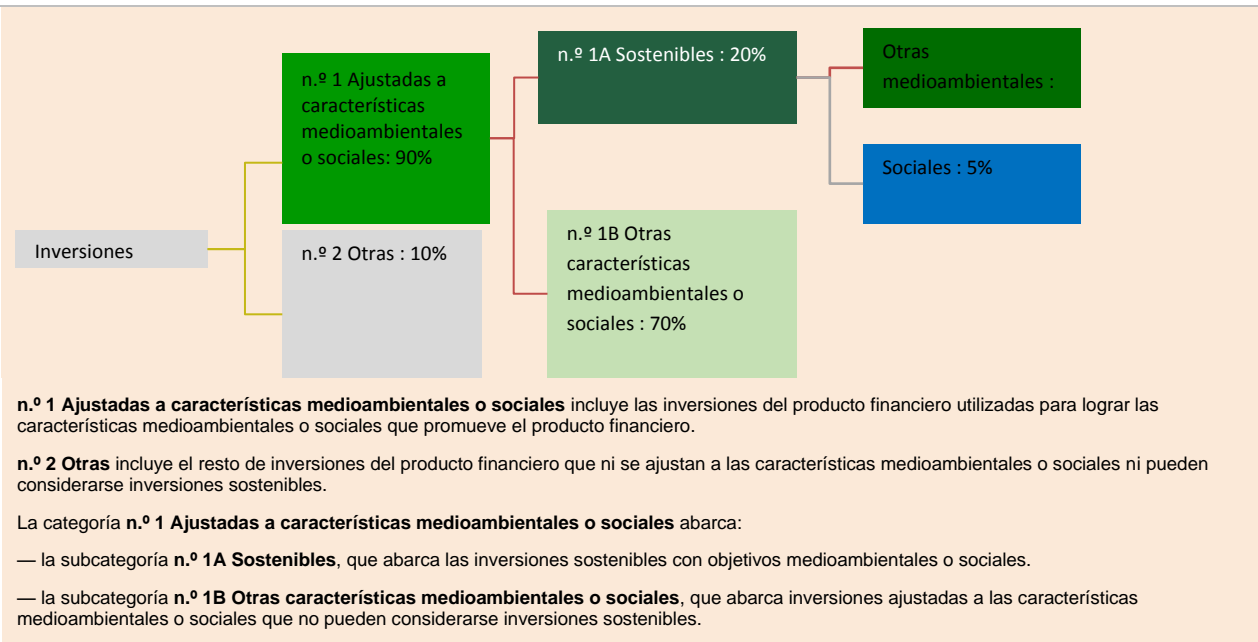 Inversiones
n.º 1 Ajustadas a
características
medioambientales
o sociales: 90%
n.º 2 Otras : 10%
n.º 1A Sostenibles : 20%
n.º 1B Otras
características
medioambientales o
sociales : 70%
Otras
medioambientales :
Sociales : 5%
n.º 1 Ajustadas a características medioambientales o sociales incluye las inversiones del producto financiero utilizadas para lograr las
características medioambientales o sociales que promueve el producto financiero.
n.º 2 Otras incluye el resto de inversiones del producto financiero que ni se ajustan a las características medioambientales o sociales ni pueden
considerarse inversiones sostenibles.
La categoría n.º 1 Ajustadas a características medioambientales o sociales abarca:
— la subcategoría n.º 1A Sostenibles, que abarca las inversiones sostenibles con objetivos medioambientales o sociales.
— la subcategoría n.º 1B Otras características medioambientales o sociales, que abarca inversiones ajustadas a las características
medioambientales o sociales que no pueden considerarse inversiones sostenibles.